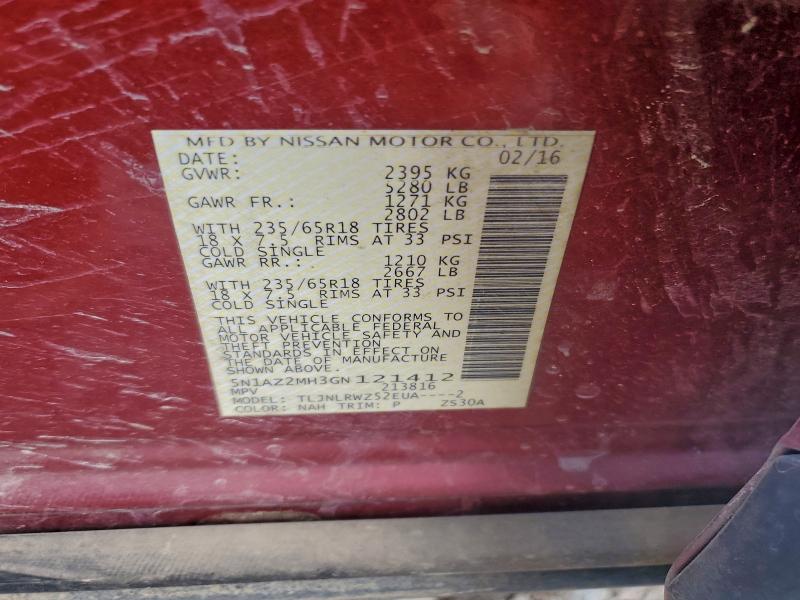 MFD BY NISSAN MOTOR CO., LTD.
DATE: 02/16
GVWR: 2395 KG
5280 LB
GAWR FR.: 1271 KG
2802 LB
WITH 235/65R18 TIRES
18 X 7.5 RIMS AT 33 PSI
COLD SINGLE
GAWR RR.: 1210 KG
2667 LB
WITH 235/65R18 TIRES
18 X 7.5 RIMS AT 33 PSI
COLD SINGLE
THIS VEHICLE CONFORMS TO
ALL APPLICABLE FEDERAL
MOTOR VEHICLE SAFETY AND
THEFT PREVENTION
STANDARDS IN EFFECT ON
THE DATE OF MANUFACTURE
SHOWN ABOVE.
5N1AZ2MH3GN121412
MPV 213816
MODEL: TLJNLRWZ52EUA----2
COLOR: NAH TRIM: P Z530A